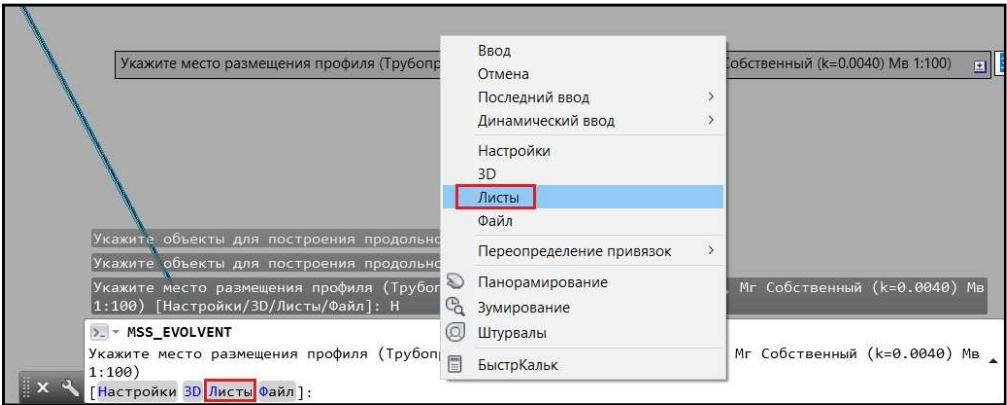 Укажите место размещения профиля (Трубопр
Собственный (k=0.0040) Мв 1:100)
Ввод
Отмена
Последний ввод
Динамический ввод
Настройки
3D
Листы
Файл
Переопределение привязок
Панорамирование
Зумирование
Штурвалы
БыстрКальк
Укажите объекты для построения продольно
Укажите объекты для построения продольно
Укажите место размещения профиля (Трубог Мг Собственный (k=0.0040) Мв
1:100) [Настройки/3D/Листы/Файл]: Н
MSS_EVOLVENT
Укажите место размещения профиля (Трубоп Мг Собственный (k=0.0040) Мв
1:100)
[Настройки 3D Листы Файл]: